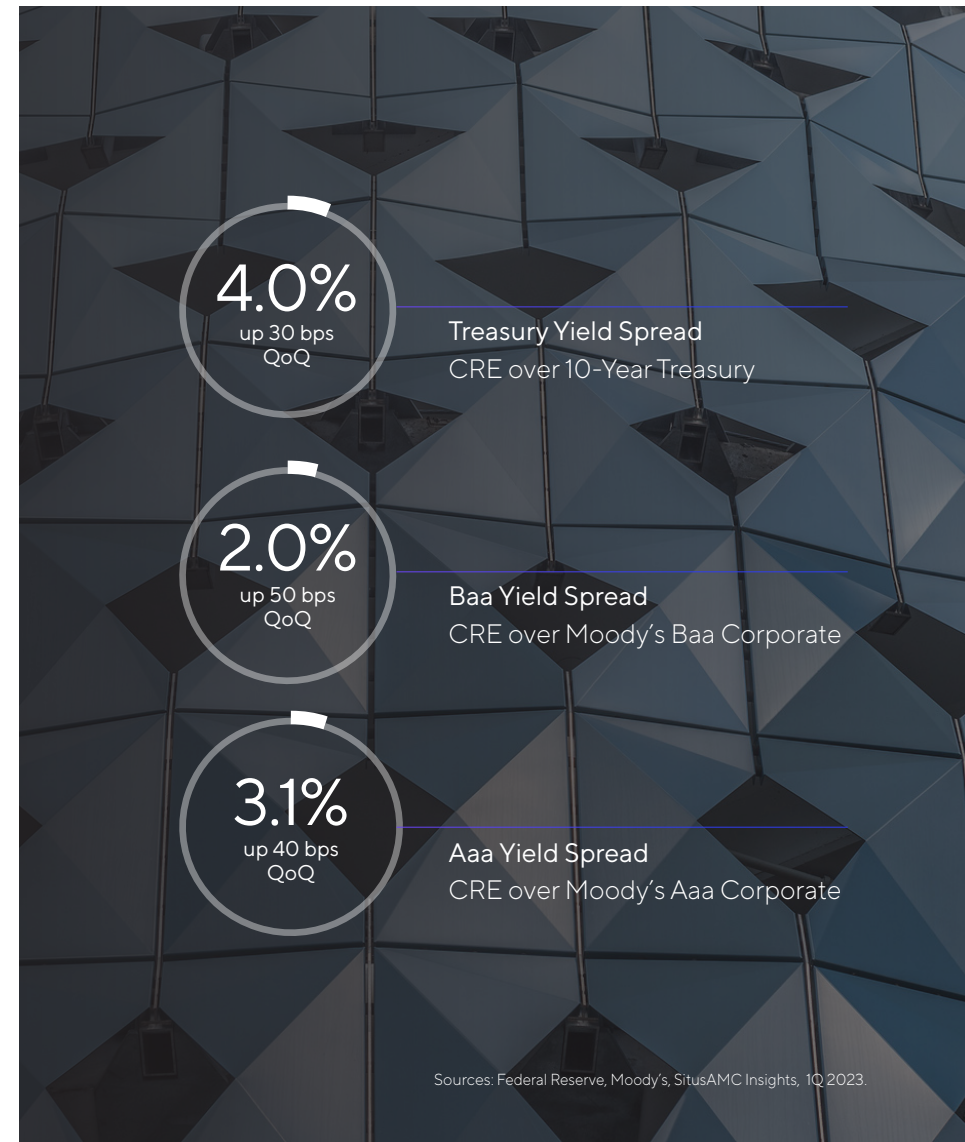 4.0%
up 30 bps
QoQ
Treasury Yield Spread
CRE over 10-Year Treasury
2.0%
up 50 bps
QoQ
Baa Yield Spread
CRE over Moody’s Baa Corporate
3.1%
up 40 bps
QoQ
Aaa Yield Spread
CRE over Moody’s Aaa Corporate
Sources: Federal Reserve, Moody’s, SitusAMC Insights, 1Q 2023.